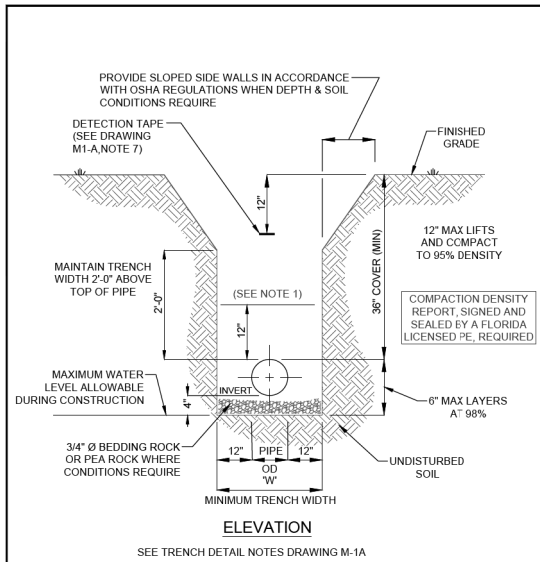 PROVIDE SLOPED SIDE WALLS IN ACCORDANCE
WITH OSHA REGULATIONS WHEN DEPTH & SOIL
CONDITIONS REQUIRE
DETECTION TAPE
(SEE DRAWING
M1-A,NOTE 7)
FINISHED
GRADE
12"
12" MAX LIFTS
AND COMPACT
TO 95% DENSITY
36" COVER (MIN)
MAINTAIN TRENCH
WIDTH 2'-0" ABOVE
TOP OF PIPE
2'-0"
(SEE NOTE 1)
12"
COMPACTION DENSITY
REPORT, SIGNED AND
SEALED BY A FLORIDA
LICENSED PE, REQUIRED
MAXIMUM WATER
LEVEL ALLOWABLE
DURING CONSTRUCTION
INVERT
4"
6" MAX LAYERS
AT 98%
3/4" Ø BEDDING ROCK
OR PEA ROCK WHERE
CONDITIONS REQUIRE
12" PIPE 12"
OD
"W"
UNDISTURBED
SOIL
MINIMUM TRENCH WIDTH
ELEVATION
SEE TRENCH DETAIL NOTES DRAWING M-1A